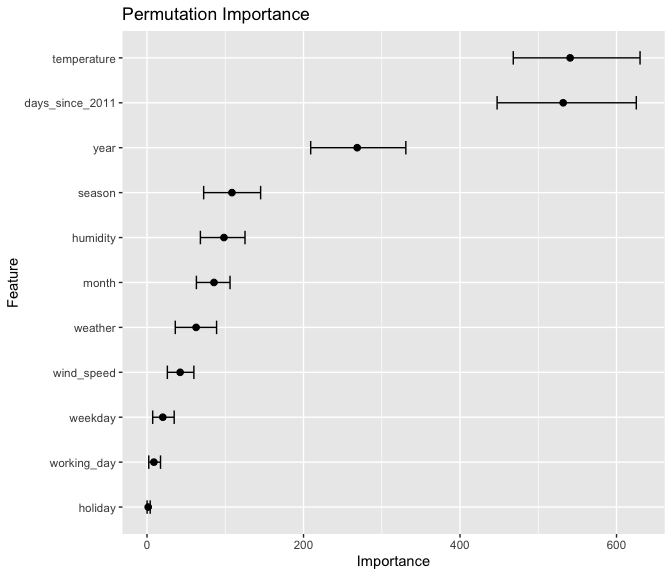 Permutation Importance
Feature
temperature
days_since_2011
year
season
humidity
month
weather
wind_speed
weekday
working_day
holiday
0 200 400 600
Importance